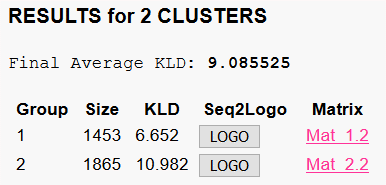 RESULTS for 2 CLUSTERS
Final Average KLD: 9.085525
Group Size KLD Seq2Logo Matrix
1 1453 6.652 LOGO Mat_1.2
2 1865 10.982 LOGO Mat_2.2